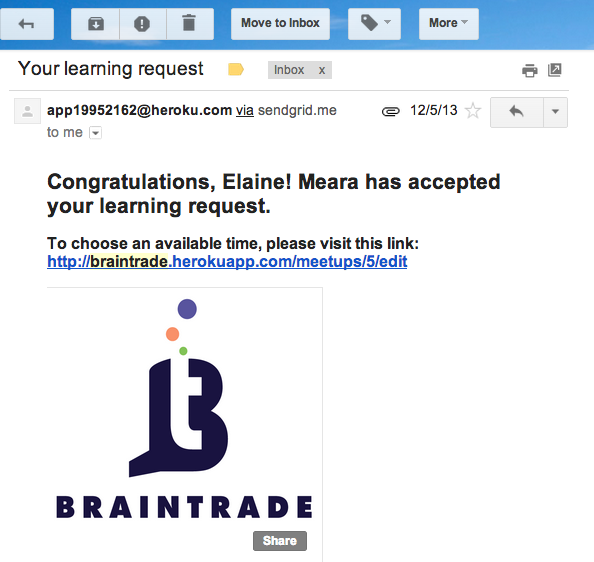 Move to Inbox More
Your learning request Inbox x
app19952162@heroku.com via sendgrid.me 12/5/13
to me
Congratulations, Elaine! Meara has accepted
your learning request.
To choose an available time, please visit this link:
http://braintrade.herokuapp.com/meetups/5/edit
tB
BRAINTRADE
Share